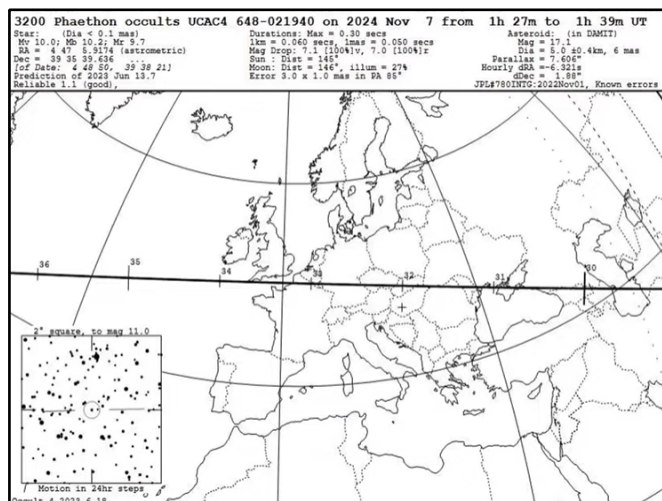 3200 Phaethon occults UCAC4 648-021940 on 2024 Nov  7 from  1h 27m to  1h 39m UT
Star:     (Dia < 0.1 mas)
Mv 10.0; Mb 10.2; Mr 9.7
RA =  4 47  5.9174 (astrometric)
Dec =  39 35 39.636  ...
[of Date:  4 48 50,  39 38 21]
Prediction of 2023 Jun 13.7
Reliable 1.1 (good),
Durations: Max = 0.30 secs
1km = 0.060 secs, 1mas = 0.050 secs
Mag Drop: 7.1 [100%]v, 7.0 [100%]r
Sun : Dist = 145°
Moon: Dist = 146°, illum = 27%
Error 3.0 x 1.0 mas in PA 85°
Asteroid:  (in DAMIT)
Mag = 17.1
Dia = 5.0 ±0.4km, 6 mas
Parallax = 7.606"
Hourly dRA =-6.321s
dDec = 1.88"
JPL#780INTG:2022Nov01, Known errors
36
35
34
33
32
31
30
2° square, to mag 11.0
Motion in 24hr steps
Occult 4.2023.6.18